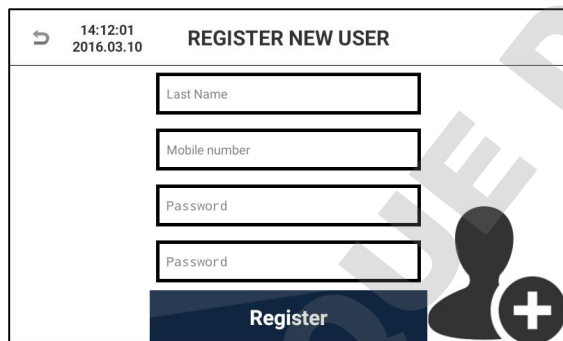 14:12:01
2016.03.10
REGISTER NEW USER
Last Name
Mobile number
Password
Password
Register